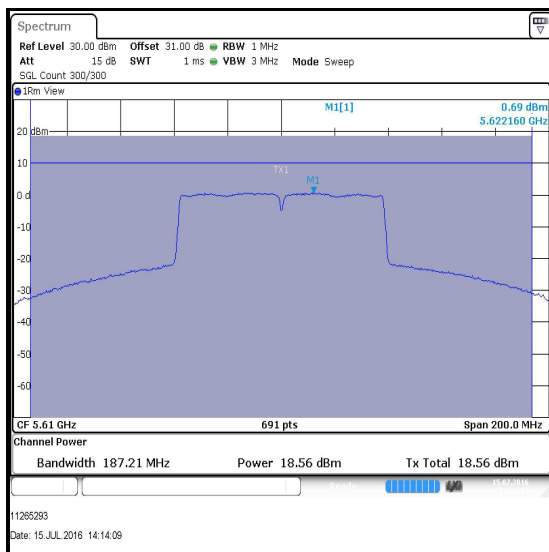 Spectrum
Ref Level 30.00 dBm Offset 31.00 dB RBW 1 MHz
Att 15 dB SWT 1 ms VBW 3 MHz Mode Sweep
SGL Count 300/300
1Rm View
M1[1] 0.69 dBm
5.622160 GHz
20 dBm
10
TX1
M1
0 d
-10
-20
-30
-40
-50
-60
CF 5.61 GHz 691 pts Span 200.0 MHz
Channel Power
Bandwidth 187.21 MHz Power 18.56 dBm Tx Total 18.56 dBm
Ready 15.07.2016
11265293
Date: 15.JUL.2016 14:14:09